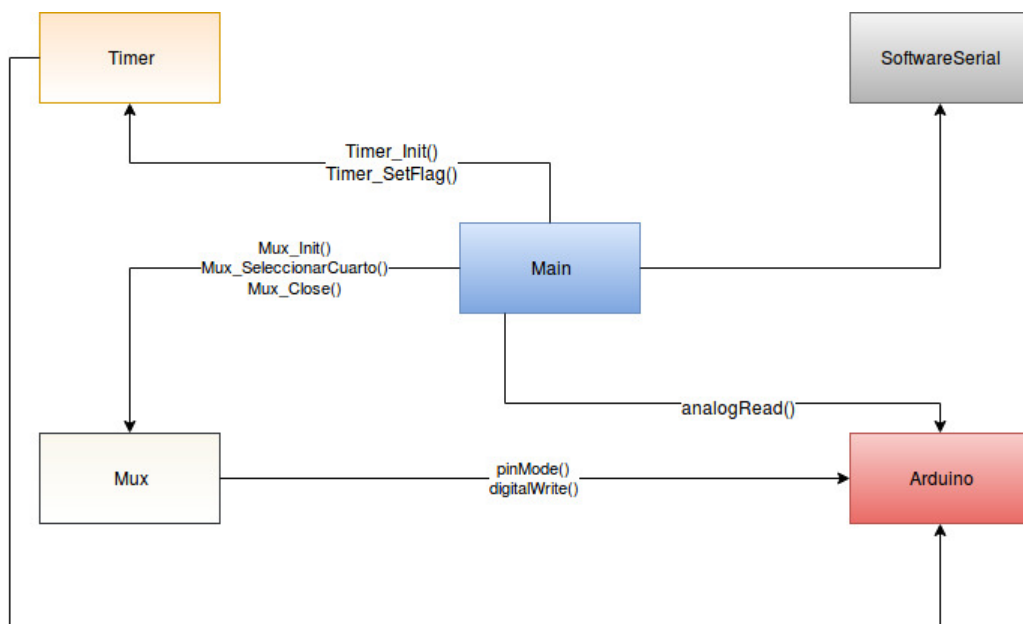 Timer
SoftwareSerial
Timer_Init()
Timer_SetFlag()
Mux_Init()
Mux_SeleccionarCuarto()
Mux_Close()
Main
analogRead()
Mux
pinMode()
digitalWrite()
Arduino